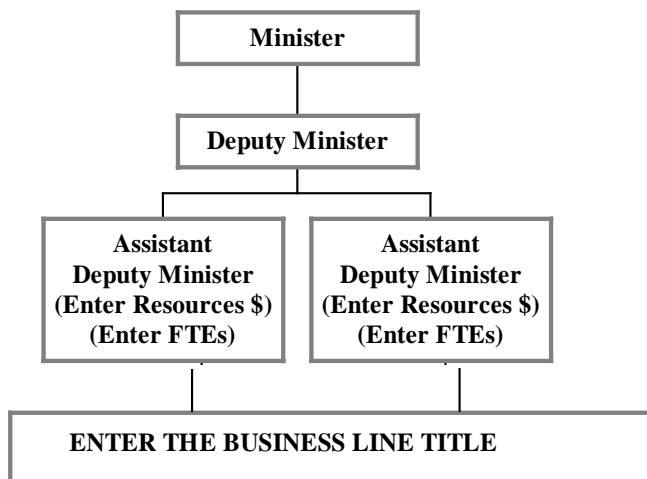 Minister
Deputy Minister
Assistant
Deputy Minister
(Enter Resources $)
(Enter FTEs)
Assistant
Deputy Minister
(Enter Resources $)
(Enter FTEs)
ENTER THE BUSINESS LINE TITLE